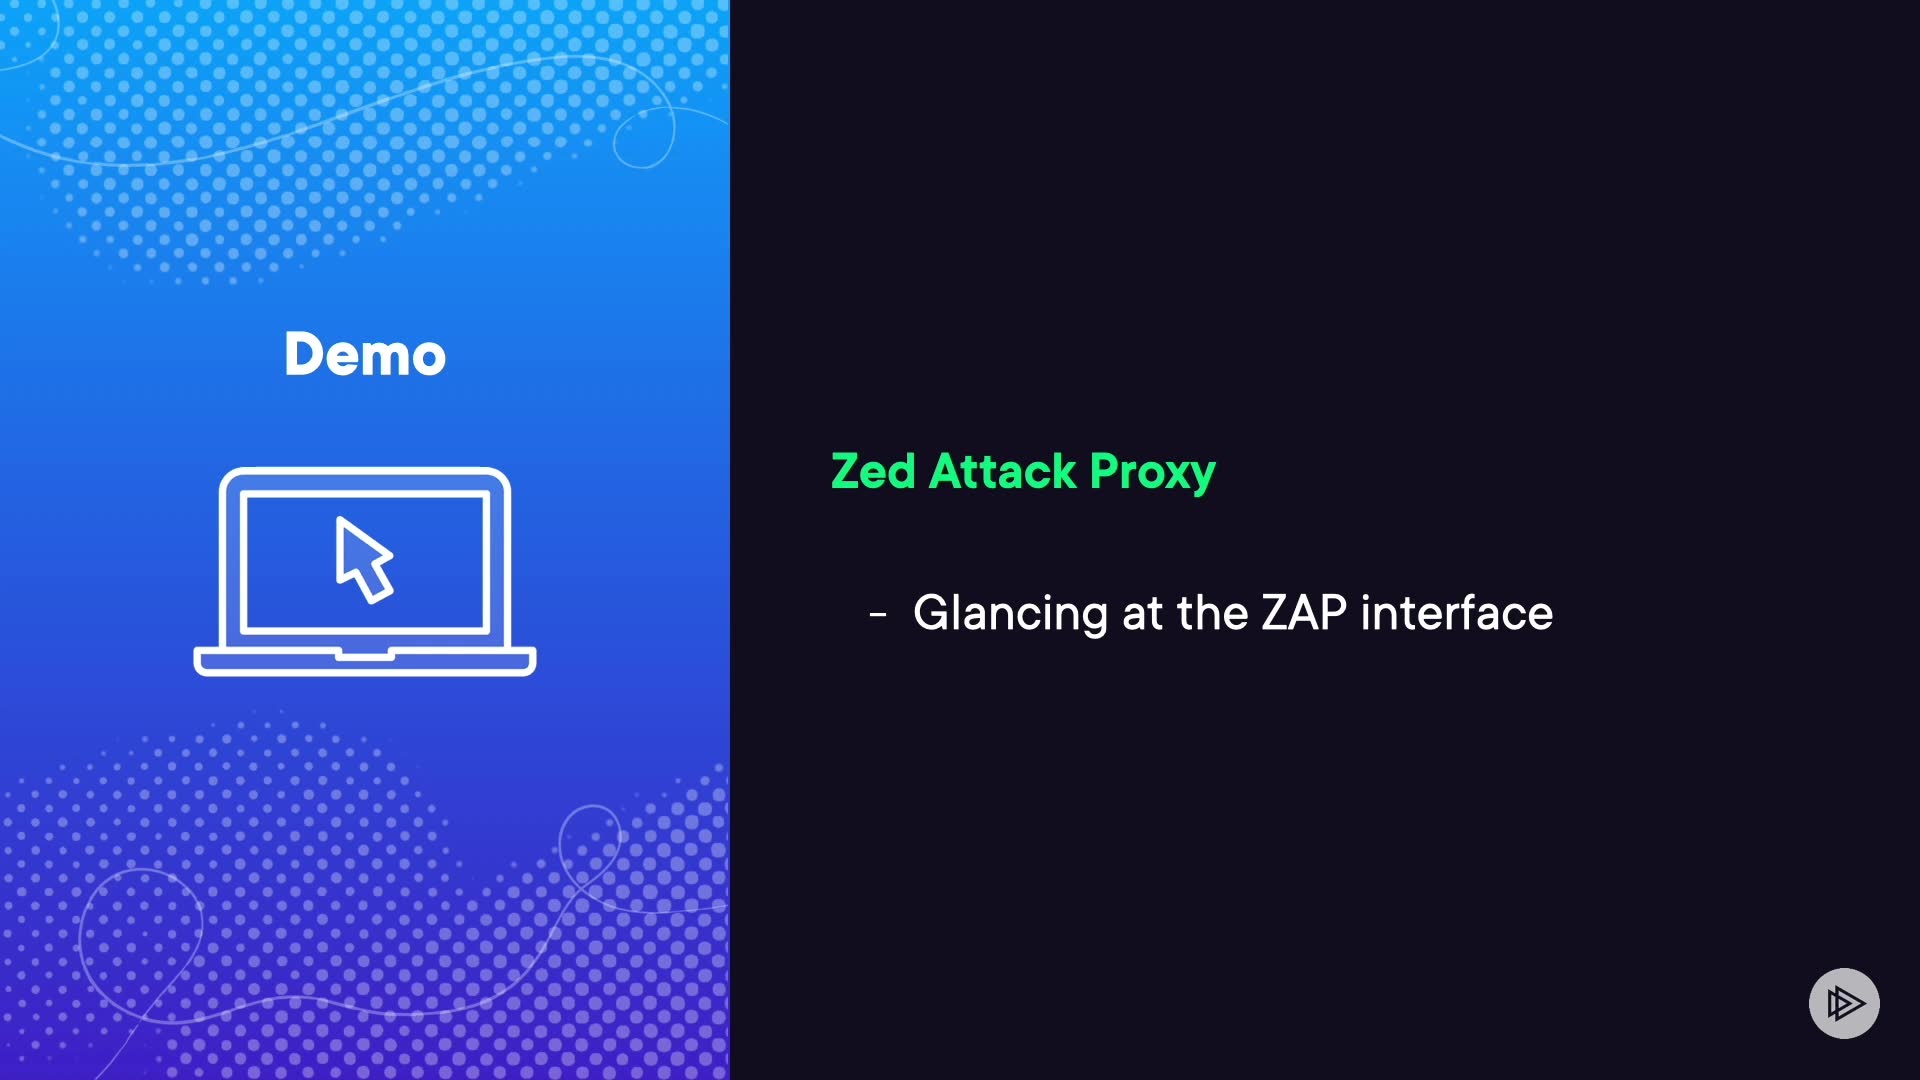 Demo
Zed Attack Proxy
- Glancing at the ZAP interface